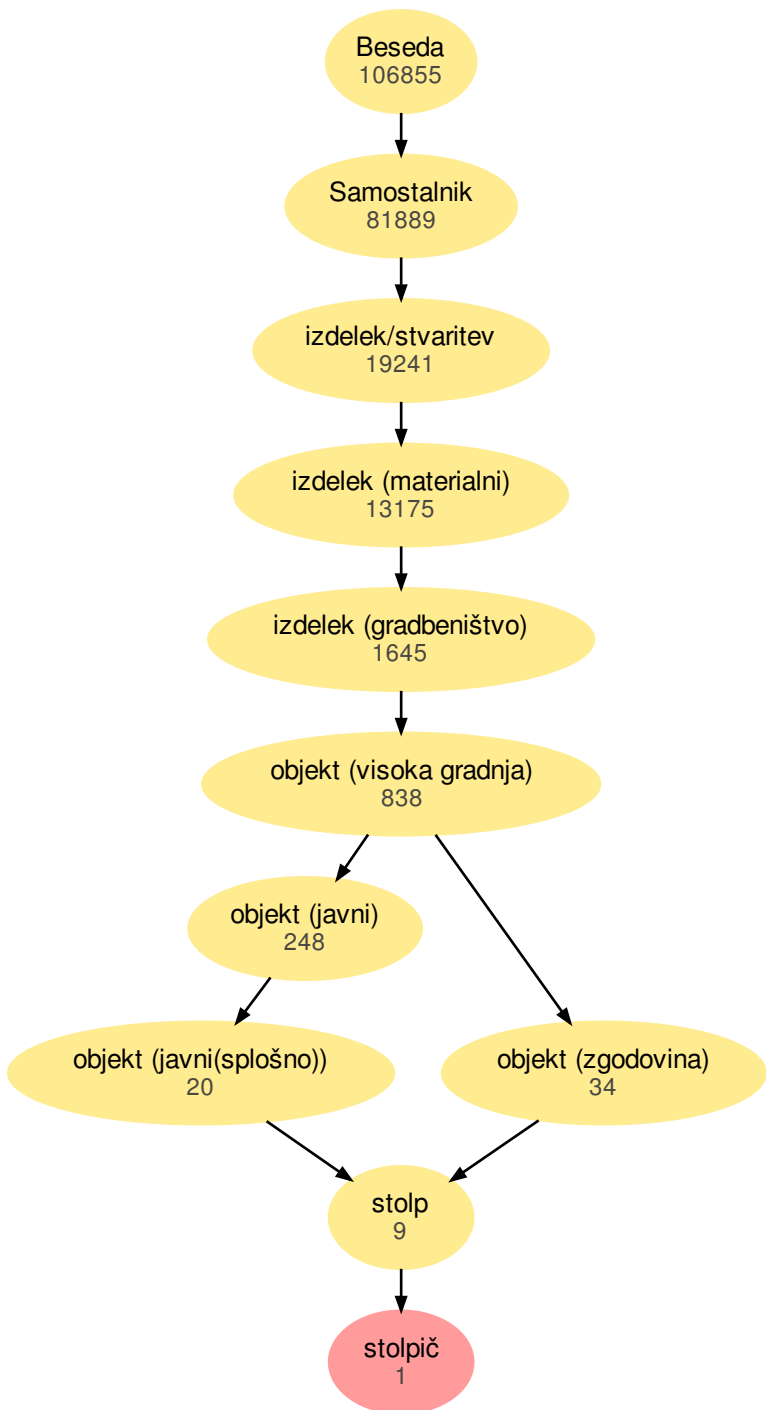 Beseda
106855
Samostalnik
81889
izdelek/stvaritev
19241
izdelek (materialni)
13175
izdelek (gradbeništvo)
1645
objekt (visoka gradnja)
838
objekt (javni)
248
objekt (javni(splošno))
20
objekt (zgodovina)
34
stolp
9
stolpič
1